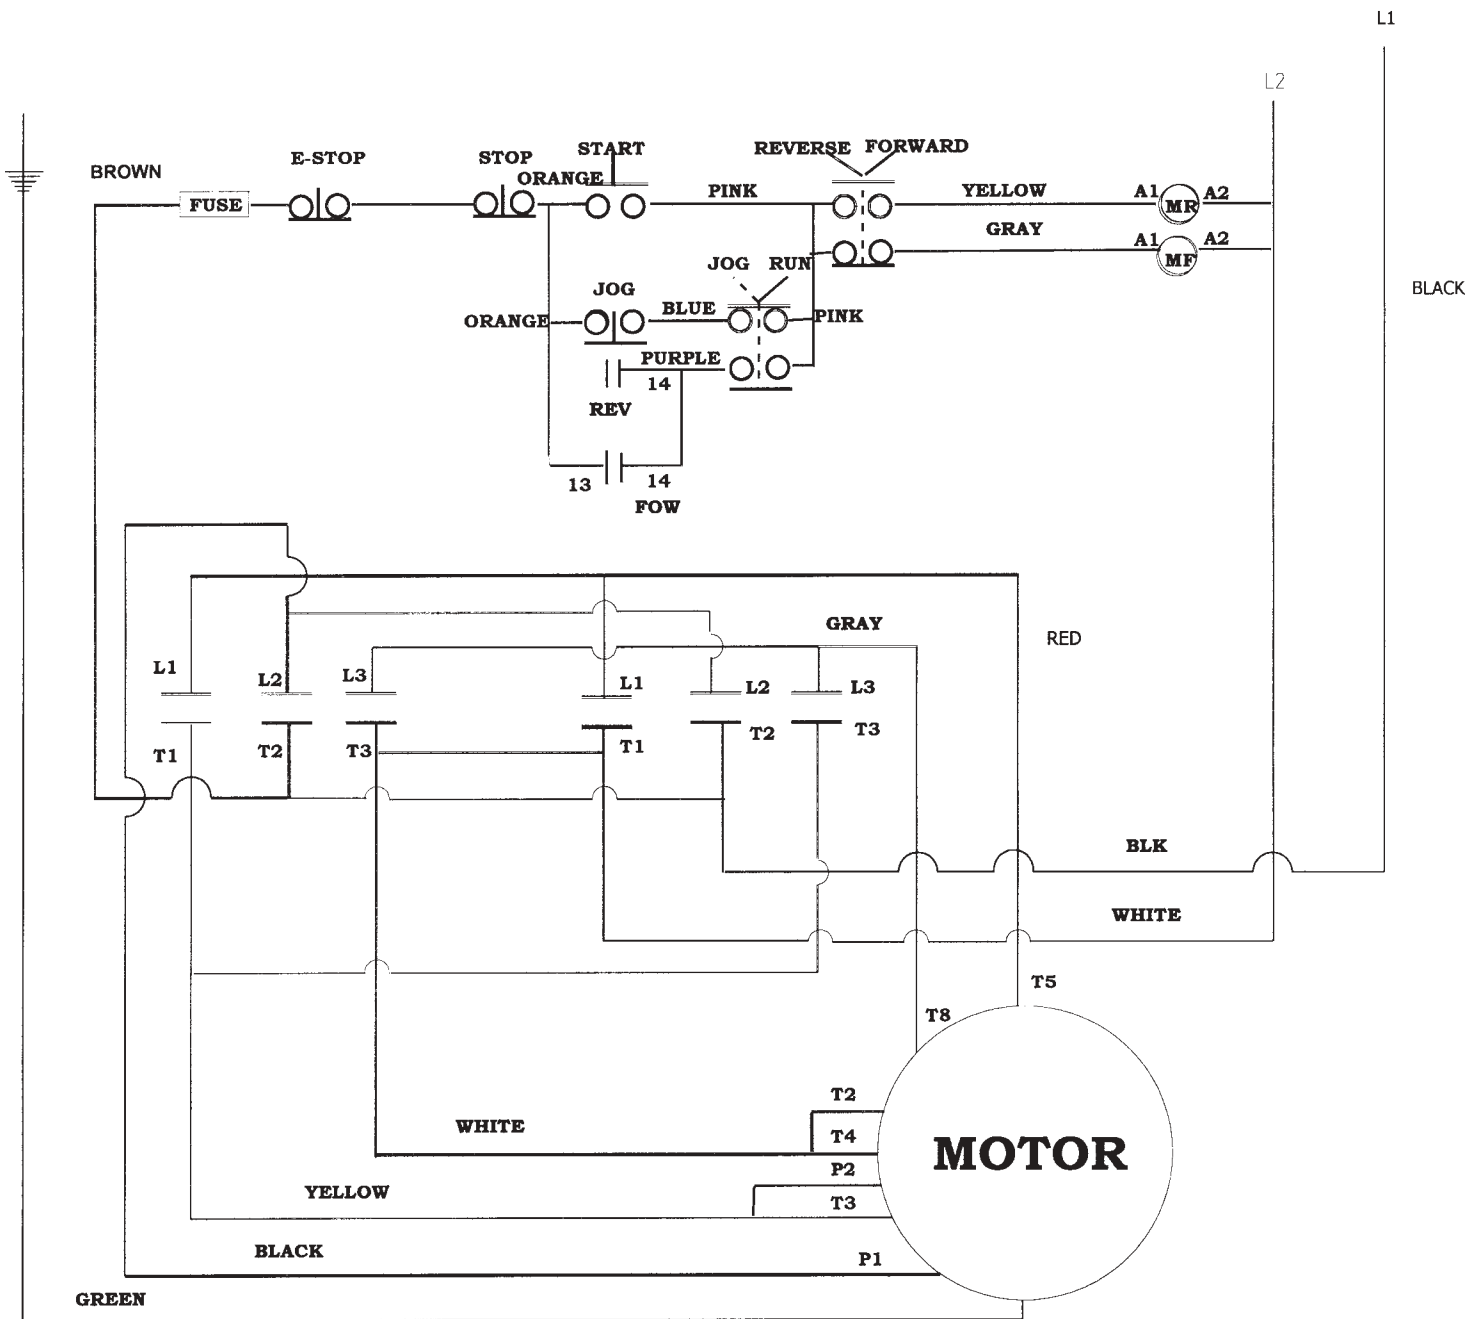 L1
L2
E-STOP
STOP
START
REVERSE FORWARD
BROWN
ORANGE
FUSE
PINK
YELLOW
A1
MR
A2
GRAY
A1
MF
A2
JOG RUN
JOG
BLACK
BLUE
ORANGE
PINK
PURPLE
14
REV
13
14
FOW
GRAY
RED
L1
L2
L3
L1
L2
L3
T1
T2
T3
T1
T2
T3
BLK
WHITE
T5
T8
T2
WHITE
T4
MOTOR
P2
YELLOW
T3
BLACK
P1
GREEN